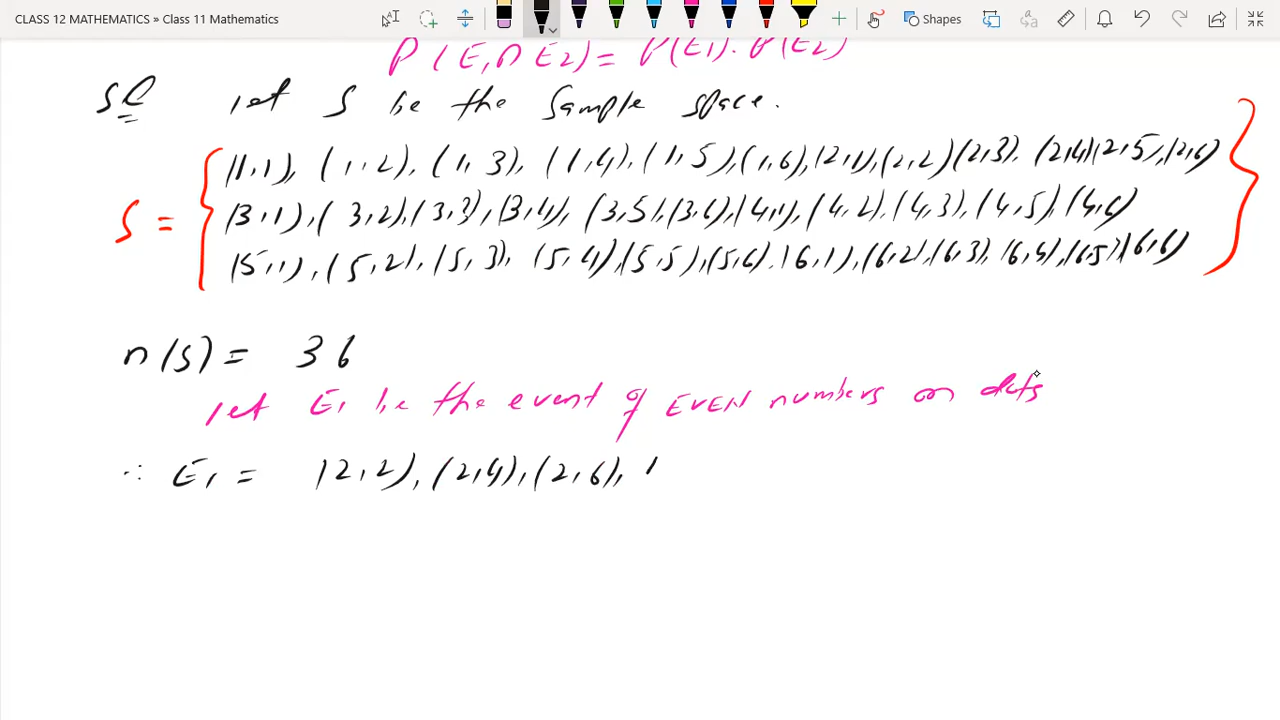 CLASS 12 MATHEMATICS » Class 11 Mathematics
Shapes
P(E1∩E2) = P(E1). P(E2)
Sol let S be the sample space.
(1,1), (1,2), (1,3), (1,4), (1,5), (1,6), (2,1), (2,2) (2,3), (2,4) (2,5), (2,6)
S = { (3,1), (3,2), (3,3), (3,4), (3,5), (3,6), (4,1), (4,2), (4,3), (4,5), (4,6) }
(5,1), (5,2), (5,3), (5,4), (5,5), (5,6), (6,1), (6,2), (6,3), (6,4), (6,5), (6,6)
n(S) = 36
let E1 be the event of EVEN numbers on
∴ E1 = (2,2), (2,4), (2,6), (